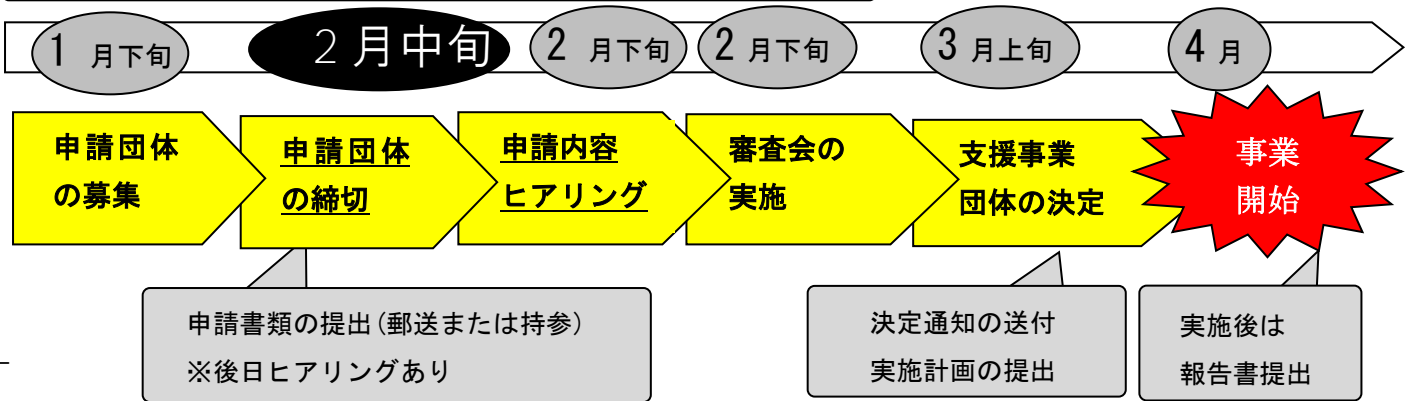 1 月下旬
2月中旬
2 月下旬
2 月下旬
3 月上旬
4 月
申請団体
の募集
申請団体
の締切
申請内容
ヒアリング
審査会の
実施
支援事業
団体の決定
事業
開始
申請書類の提出(郵送または持参)
※後日ヒアリングあり
決定通知の送付
実施計画の提出
実施後は
報告書提出